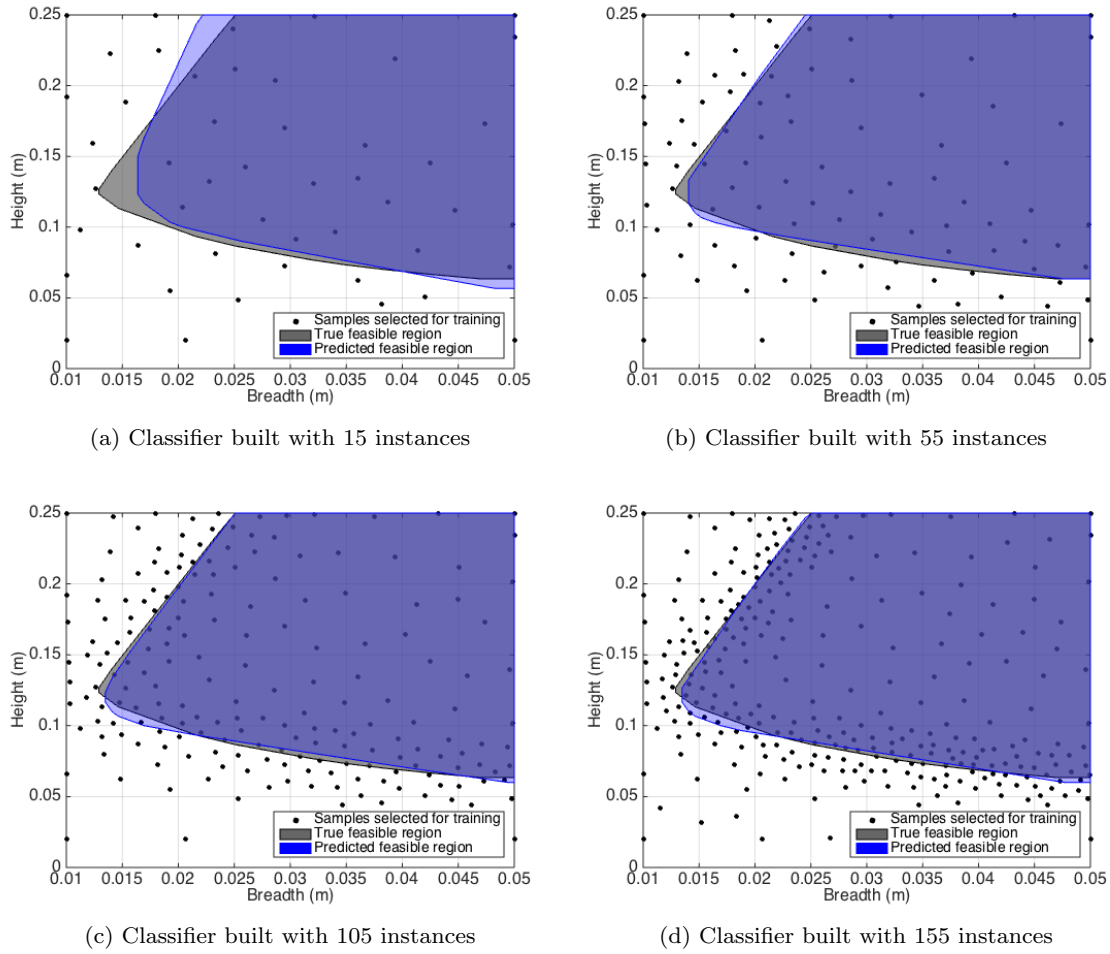 0.25
0.2
0.15
0.1
0.05
0
Height (m)
0.01 0.015 0.02 0.025 0.03 0.035 0.04 0.045 0.05
Breadth (m)
Samples selected for training
True feasible region
Predicted feasible region
(a) Classifier built with 15 instances
0.25
0.2
0.15
0.1
0.05
0
Height (m)
0.01 0.015 0.02 0.025 0.03 0.035 0.04 0.045 0.05
Breadth (m)
Samples selected for training
True feasible region
Predicted feasible region
(b) Classifier built with 55 instances
0.25
0.2
0.15
0.1
0.05
0
Height (m)
0.01 0.015 0.02 0.025 0.03 0.035 0.04 0.045 0.05
Breadth (m)
Samples selected for training
True feasible region
Predicted feasible region
(c) Classifier built with 105 instances
0.25
0.2
0.15
0.1
0.05
0
Height (m)
0.01 0.015 0.02 0.025 0.03 0.035 0.04 0.045 0.05
Breadth (m)
Samples selected for training
True feasible region
Predicted feasible region
(d) Classifier built with 155 instances